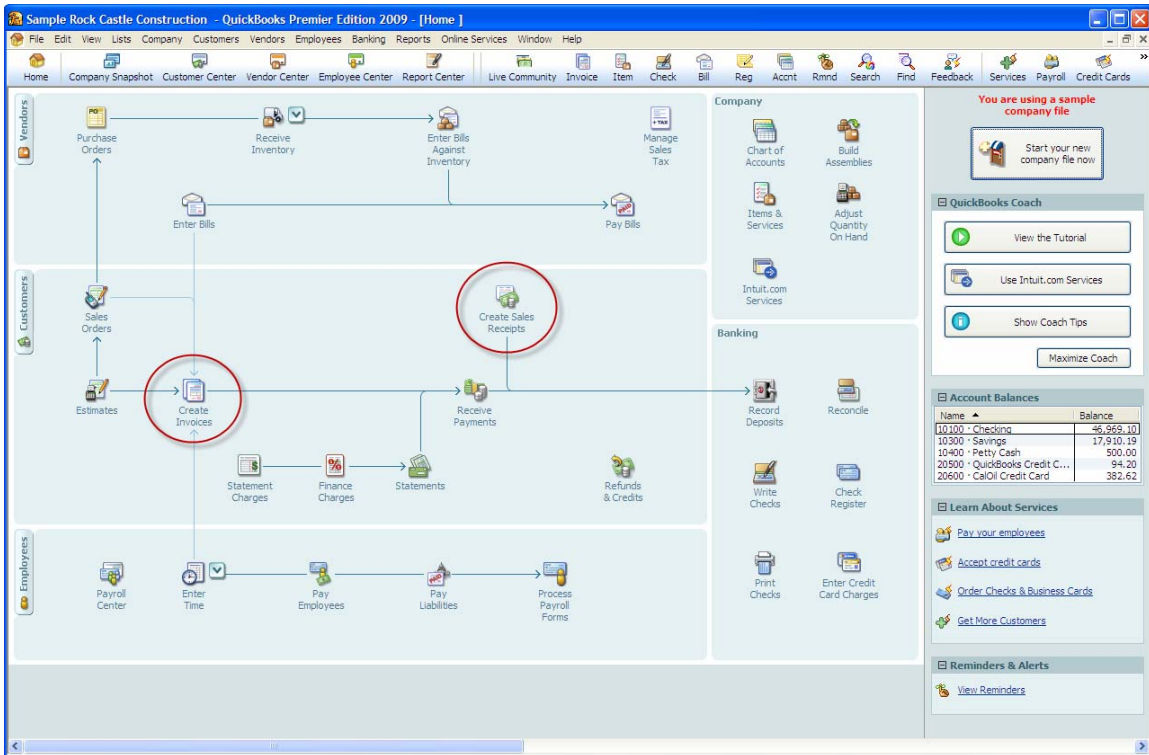 Sample Rock Castle Construction - QuickBooks Premier Edition 2009 - [Home ]
File Edit View Lists Company Customers Vendors Employees Banking Reports Online Services Window Help
Home Company Snapshot Customer Center Vendor Center Employee Center Report Center Live Community Invoice Item Check Bill Reg Accnt Rmnd Search Find Feedback Services Payroll Credit Cards
Vendors
Purchase
Orders
Receive
Inventory
Enter Bills
Against
Inventory
+ TAX
Manage
Sales
Tax
Enter Bills
Pay Bills
Customers
Sales
Orders
Create Sales
Receipts
Estimates
Create
Invoices
Receive
Payments
Statement
Charges
Finance
Charges
Statements
Refunds
& Credits
Employees
Payroll
Center
Enter
Time
Pay
Employees
Pay
Liabilities
Process
Payroll
Forms
Company
Chart of
Accounts
Build
Assemblies
Items &
Services
Adjust
Quantity
On Hand
Intuit.com
Services
Banking
Record
Deposits
Reconcile
Write
Checks
Check
Register
Print
Checks
Enter Credit
Card Charges
You are using a sample
company file
Start your new
company file now
QuickBooks Coach
View the Tutorial
Use Intuit.com Services
Show Coach Tips
Maximize Coach
Account Balances
Name Balance
10100 · Checking 46,969.10
10300 · Savings 17,910.19
10400 · Petty Cash 500.00
20500 · QuickBooks Credit C... 94.20
20600 · CalOil Credit Card 382.62
Learn About Services
Pay your employees
Accept credit cards
Order Checks & Business Cards
Get More Customers
Reminders & Alerts
View Reminders